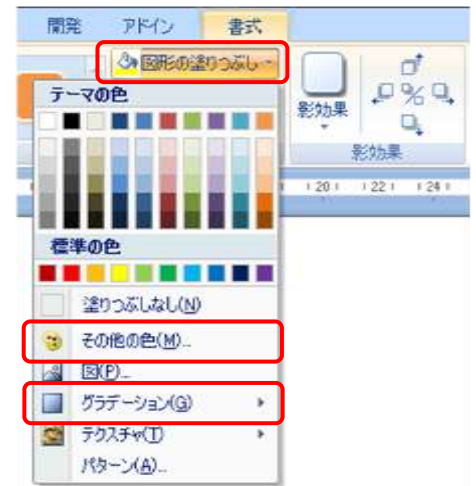 開発 アドイン 書式
図形の塗りつぶし
テーマの色
影効果
影効果
20 22 24
標準の色
塗りつぶしなし(N)
その他の色(M)...
図(P)...
グラデーション(G)
テクスチャ(T)
パターン(A)...